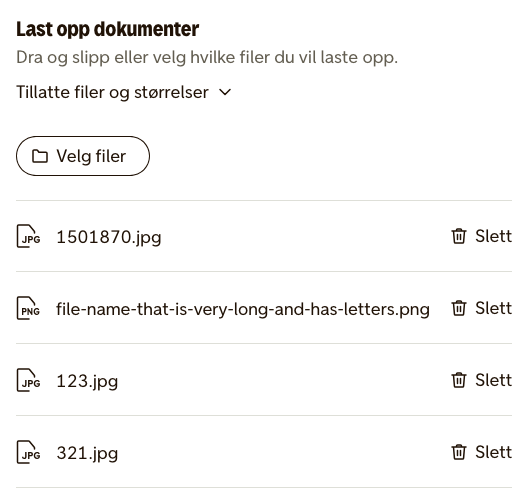 Last opp dokumenter
Dra og slipp eller velg hvilke filer du vil laste opp.
Tillatte filer og størrelser
Velg filer
JPG 1501870.jpg Slett
PNG file-name-that-is-very-long-and-has-letters.png Slett
JPG 123.jpg Slett
JPG 321.jpg Slett